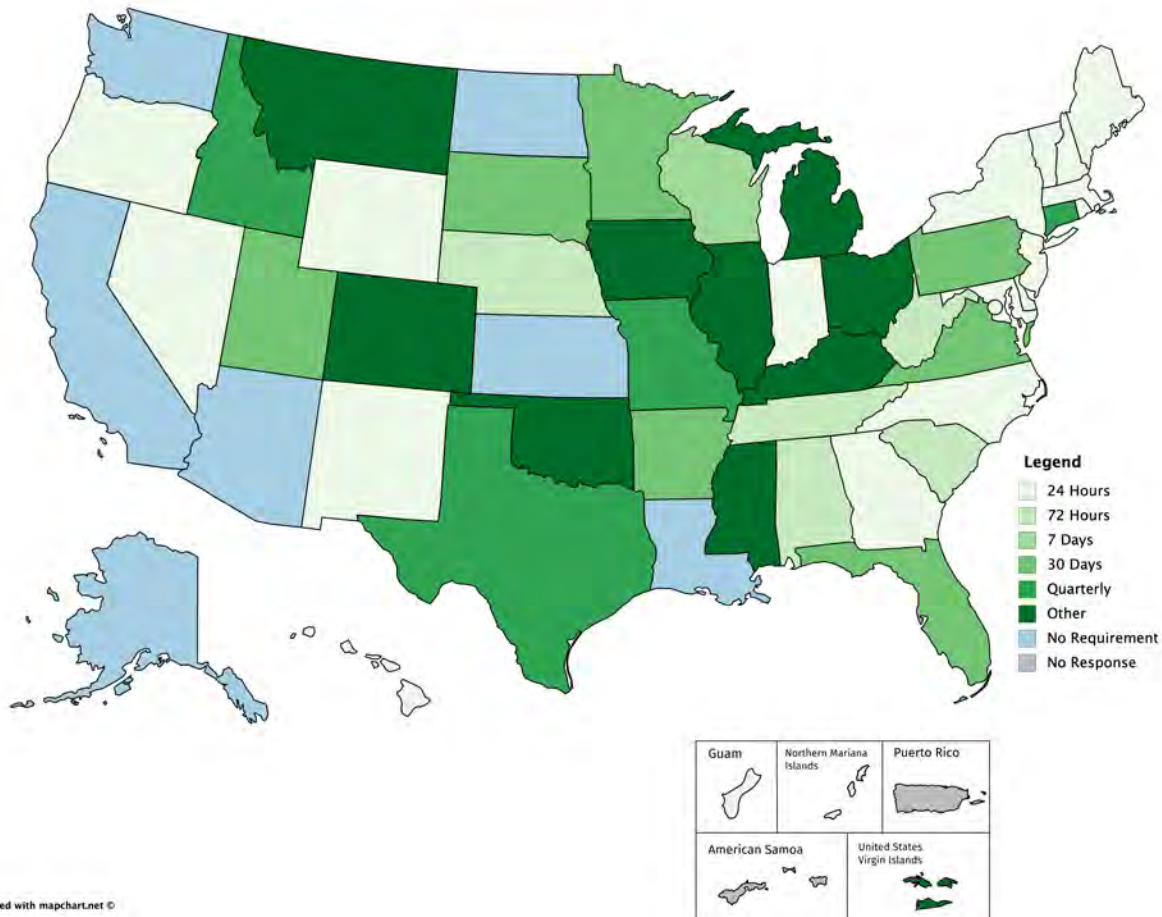 Legend
24 Hours
72 Hours
7 Days
30 Days
Quarterly
Other
No Requirement
No Response
Guam
Northern Mariana
Islands
Puerto Rico
American Samoa
United States
Virgin Islands
ed with mapchart.net ©